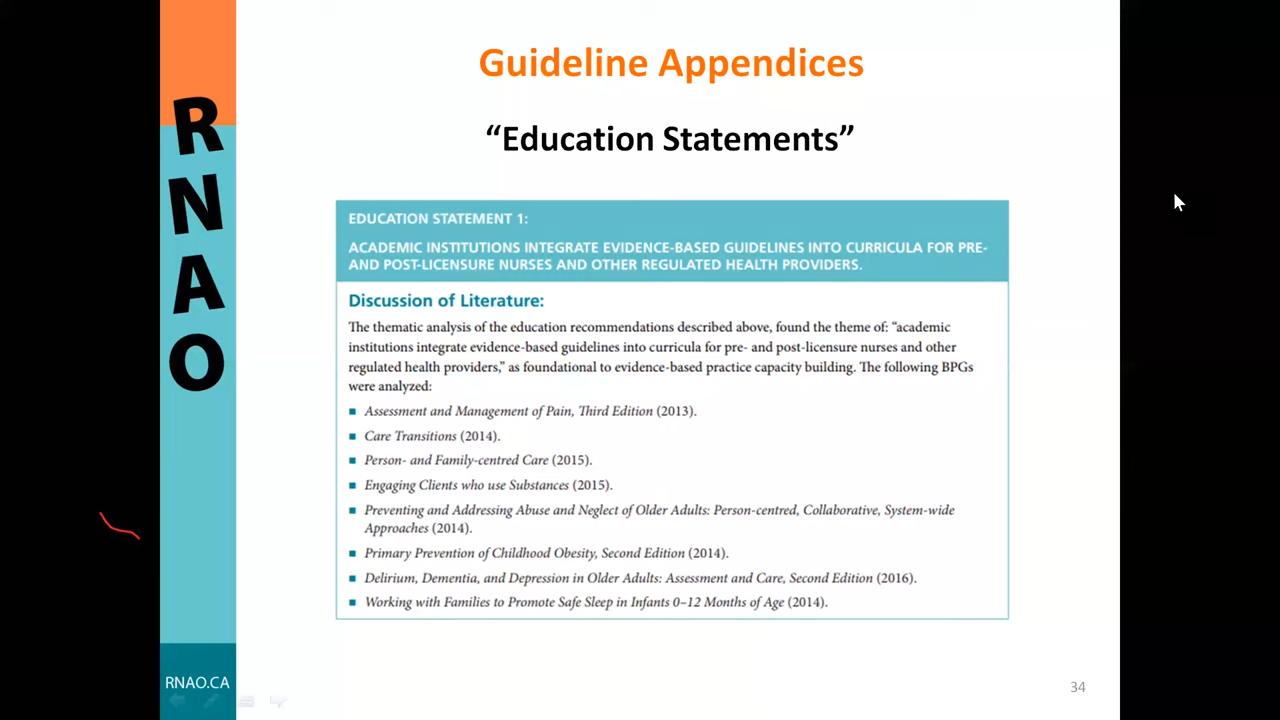 Guideline Appendices
“Education Statements”
R
N
A
O
EDUCATION STATEMENT 1:
ACADEMIC INSTITUTIONS INTEGRATE EVIDENCE-BASED GUIDELINES INTO CURRICULA FOR PRE-
AND POST-LICENSURE NURSES AND OTHER REGULATED HEALTH PROVIDERS.
Discussion of Literature:
The thematic analysis of the education recommendations described above, found the theme of: “academic
institutions integrate evidence-based guidelines into curricula for pre- and post-licensure nurses and other
regulated health providers,” as foundational to evidence-based practice capacity building. The following BPGs
were analyzed:
■ Assessment and Management of Pain, Third Edition (2013).
■ Care Transitions (2014).
■ Person- and Family-centred Care (2015).
■ Engaging Clients who use Substances (2015).
■ Preventing and Addressing Abuse and Neglect of Older Adults: Person-centred, Collaborative, System-wide
Approaches (2014).
■ Primary Prevention of Childhood Obesity, Second Edition (2014).
■ Delirium, Dementia, and Depression in Older Adults: Assessment and Care, Second Edition (2016).
■ Working with Families to Promote Safe Sleep in Infants 0–12 Months of Age (2014).
RNAO.CA
34